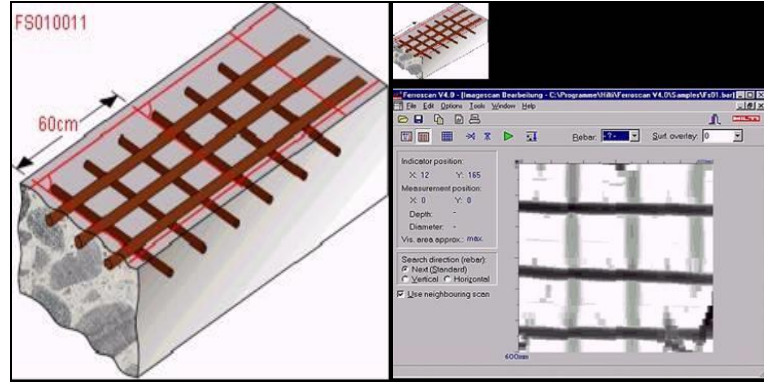 FS010011
60cm
Ferroscan V4.0 - [Imagescan Bearbeitung - C:\Programme\Hilti\Ferroscan V4.0\Samples\Fs01.bar]
File Edit Options Tools Window Help
HILTI
Rebar: -?- Surf. overlay: 0
Indicator position:
X: 12 Y: 165
Measurement position:
X: 0 Y: 0
Depth: -
Diameter: -
Vis. area approx.: max.
Search direction (rebar):
Next (Standard)
Vertical Horizontal
Use neighbouring scan
600mm